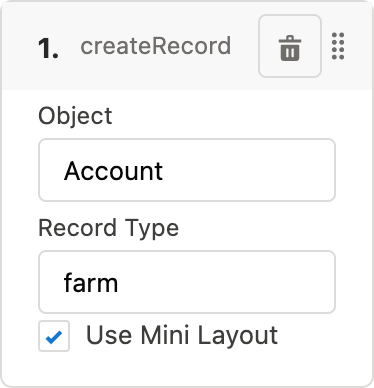 1. createRecord
Object
Account
Record Type
farm
Use Mini Layout